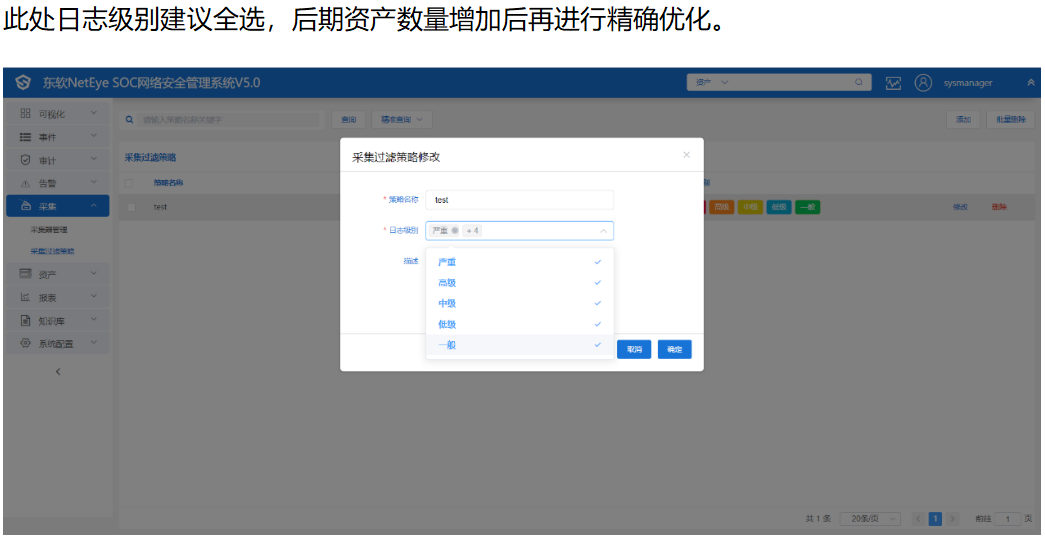 此处日志级别建议全选，后期资产数量增加后再进行精确优化。
东软NetEye SOC网络安全管理系统V5.0
资产
sysmanager
可视化
事件
审计
告警
采集
采集器管理
采集过滤策略
资产
报表
知识库
系统配置
请输入策略名称关键字
查询
精准查询
添加
批量删除
采集过滤策略
策略名称
test
高级
中级
低级
一般
修改
删除
采集过滤策略修改
* 策略名称
test
* 日志级别
严重
+ 4
描述
严重
高级
中级
低级
一般
取消
确定
共 1 条
20条/页
1
前往
1
页